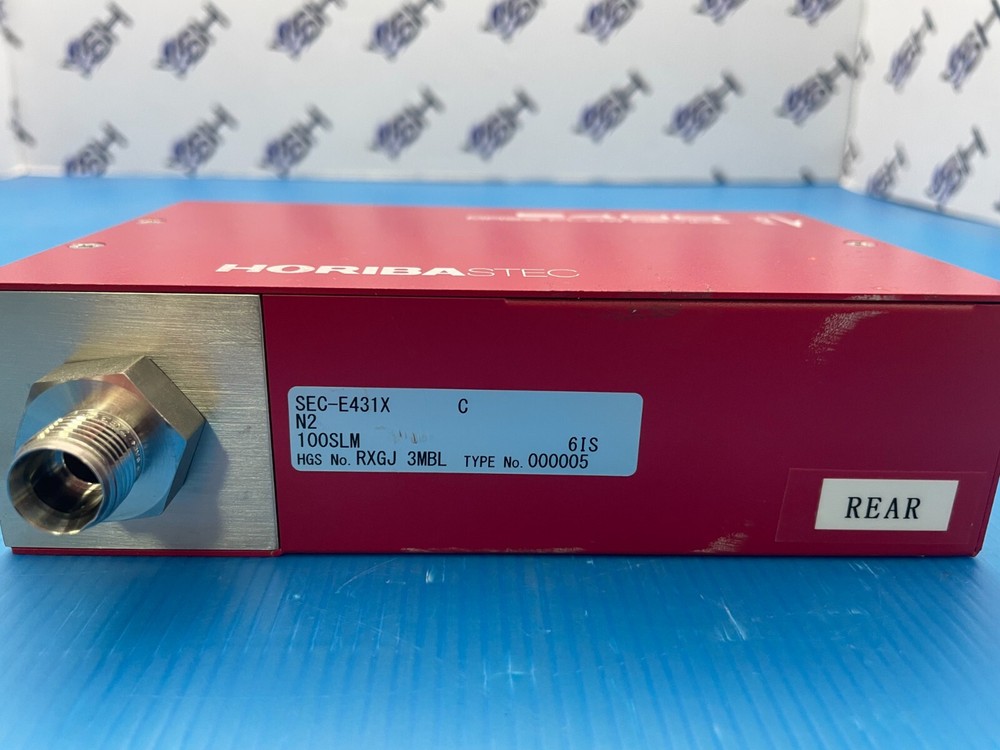 HORIBASTEC
SEC-E431X C
N2
100SLM 6IS
HGS No. RXGJ 3MBL TYPE No. 000005
REAR